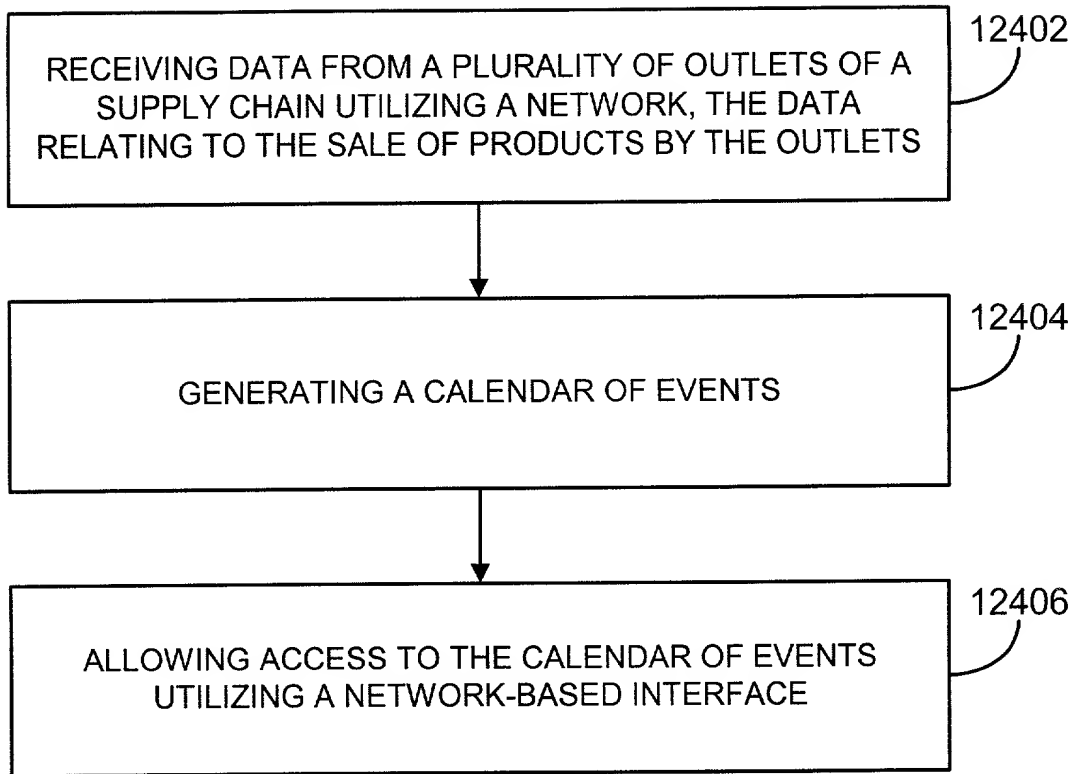 12402
RECEIVING DATA FROM A PLURALITY OF OUTLETS OF A
SUPPLY CHAIN UTILIZING A NETWORK, THE DATA
RELATING TO THE SALE OF PRODUCTS BY THE OUTLETS
12404
GENERATING A CALENDAR OF EVENTS
12406
ALLOWING ACCESS TO THE CALENDAR OF EVENTS
UTILIZING A NETWORK-BASED INTERFACE